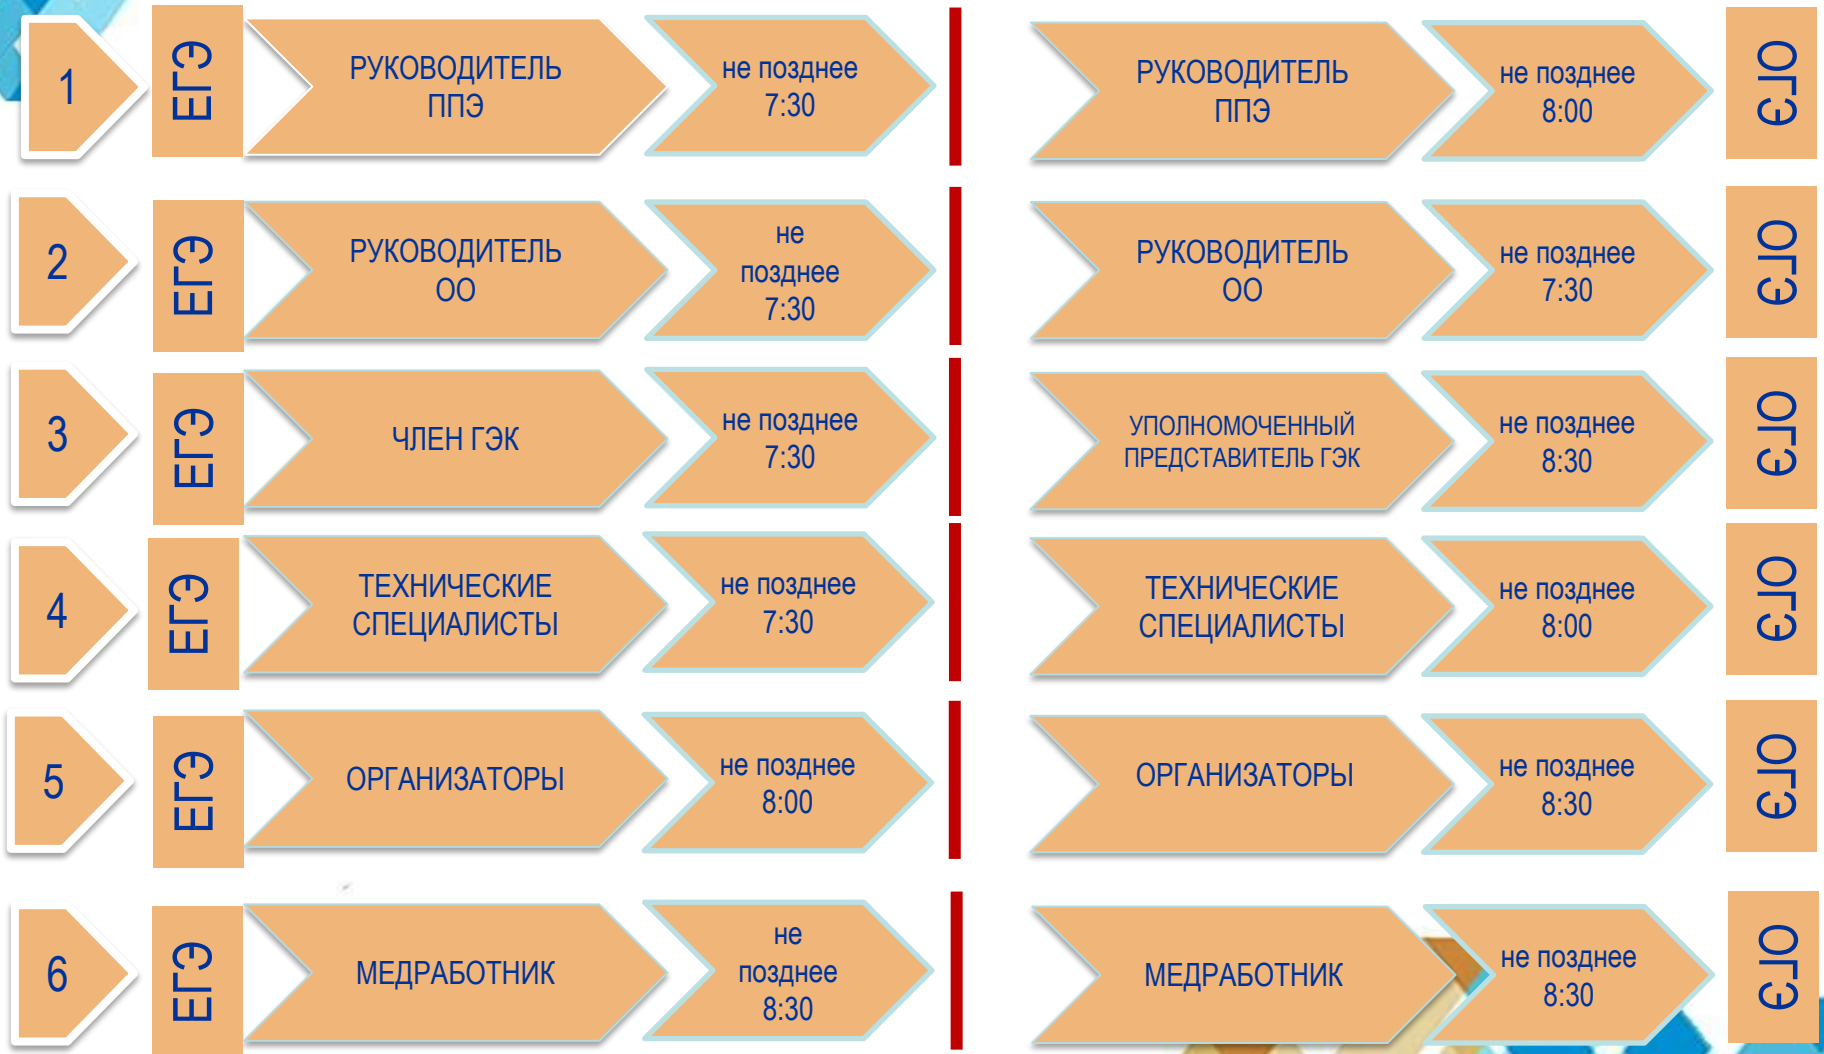 1
ЕГЭ
РУКОВОДИТЕЛЬ
ППЭ
не позднее
7:30
РУКОВОДИТЕЛЬ
ППЭ
не позднее
8:00
ОГЭ
2
ЕГЭ
РУКОВОДИТЕЛЬ
ОО
не
позднее
7:30
РУКОВОДИТЕЛЬ
ОО
не позднее
7:30
ОГЭ
3
ЕГЭ
ЧЛЕН ГЭК
не позднее
7:30
УПОЛНОМОЧЕННЫЙ
ПРЕДСТАВИТЕЛЬ ГЭК
не позднее
8:30
ОГЭ
4
ЕГЭ
ТЕХНИЧЕСКИЕ
СПЕЦИАЛИСТЫ
не позднее
7:30
ТЕХНИЧЕСКИЕ
СПЕЦИАЛИСТЫ
не позднее
8:00
ОГЭ
5
ЕГЭ
ОРГАНИЗАТОРЫ
не позднее
8:00
ОРГАНИЗАТОРЫ
не позднее
8:30
ОГЭ
6
ЕГЭ
МЕДРАБОТНИК
не
позднее
8:30
МЕДРАБОТНИК
не позднее
8:30
ОГЭ